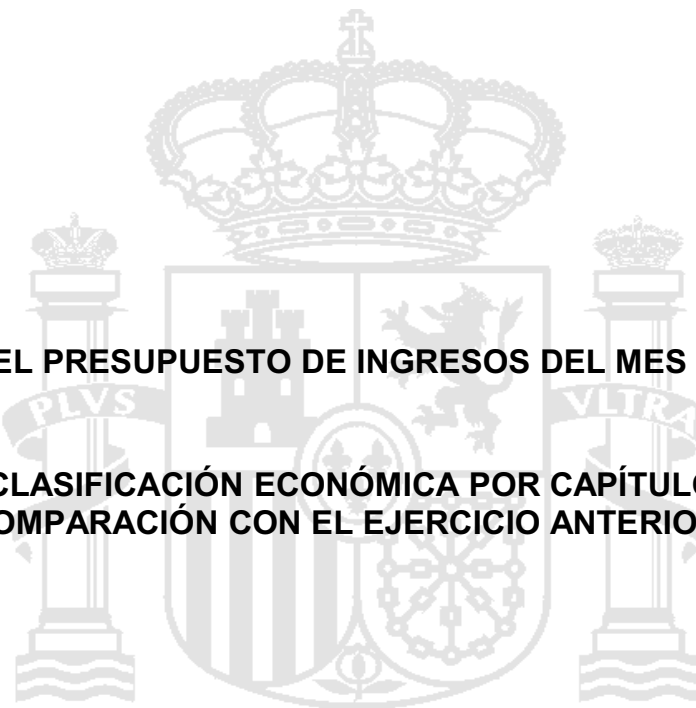 EL PRESUPUESTO DE INGRESOS DEL MES
PLVS VLTRA
CLASIFICACIÓN ECONÓMICA POR CAPÍTUL
OMPARACIÓN CON EL EJERCICIO ANTERIO